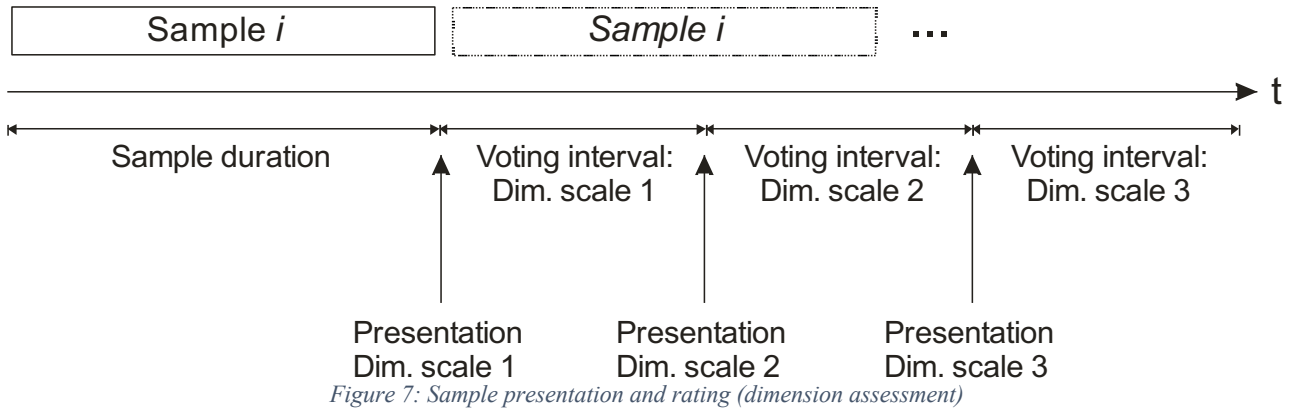 Sample i
Sample i ...
t
Sample duration
Voting interval:
Dim. scale 1
Voting interval:
Dim. scale 2
Voting interval:
Dim. scale 3
Presentation
Dim. scale 1
Presentation
Dim. scale 2
Presentation
Dim. scale 3
Figure 7: Sample presentation and rating (dimension assessment)